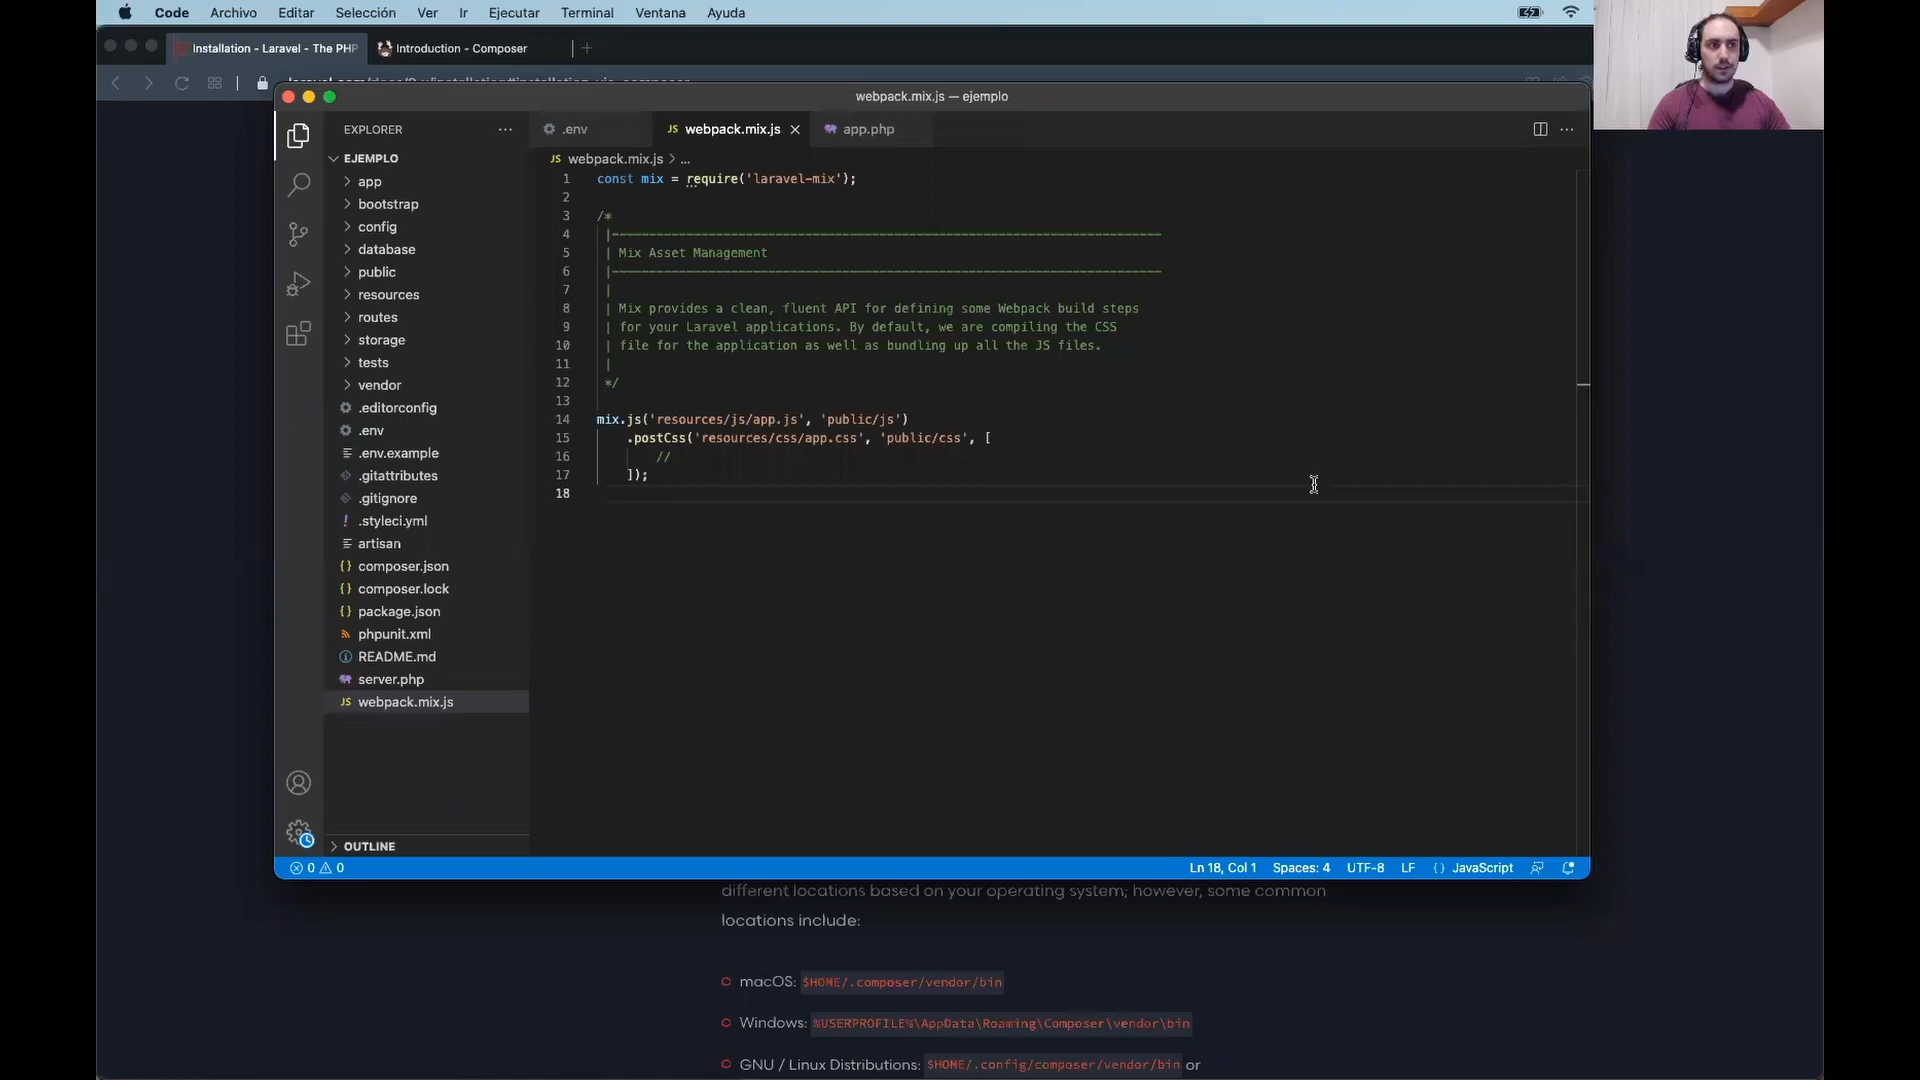 Code Archivo Editar Selección Ver Ir Ejecutar Terminal Ventana Ayuda
Installation - Laravel - The PHP Introduction - Composer
webpack.mix.js — ejemplo
EXPLORER
.env
JS webpack.mix.js
app.php
EJEMPLO
JS webpack.mix.js > ...
app
bootstrap
config
database
public
resources
routes
storage
tests
vendor
.editorconfig
.env
.env.example
.gitattributes
.gitignore
! .styleci.yml
artisan
{} composer.json
{} composer.lock
{} package.json
phpunit.xml
README.md
server.php
JS webpack.mix.js
OUTLINE
1 const mix = require('laravel-mix');
2
3 /*
4 |--------------------------------------------------------------------------
5 | Mix Asset Management
6 |--------------------------------------------------------------------------
7 |
8 | Mix provides a clean, fluent API for defining some Webpack build steps
9 | for your Laravel applications. By default, we are compiling the CSS
10 | file for the application as well as bundling up all the JS files.
11 |
12 */
13
14 mix.js('resources/js/app.js', 'public/js')
15 .postCss('resources/css/app.css', 'public/css', [
16 //
17 ]);
18
0 0 Ln 18, Col 1 Spaces: 4 UTF-8 LF {} JavaScript
different locations based on your operating system; however, some common
locations include:
macOS: $HOME/.composer/vendor/bin
Windows: %USERPROFILE%\AppData\Roaming\Composer\vendor\bin
GNU / Linux Distributions: $HOME/.config/composer/vendor/bin or